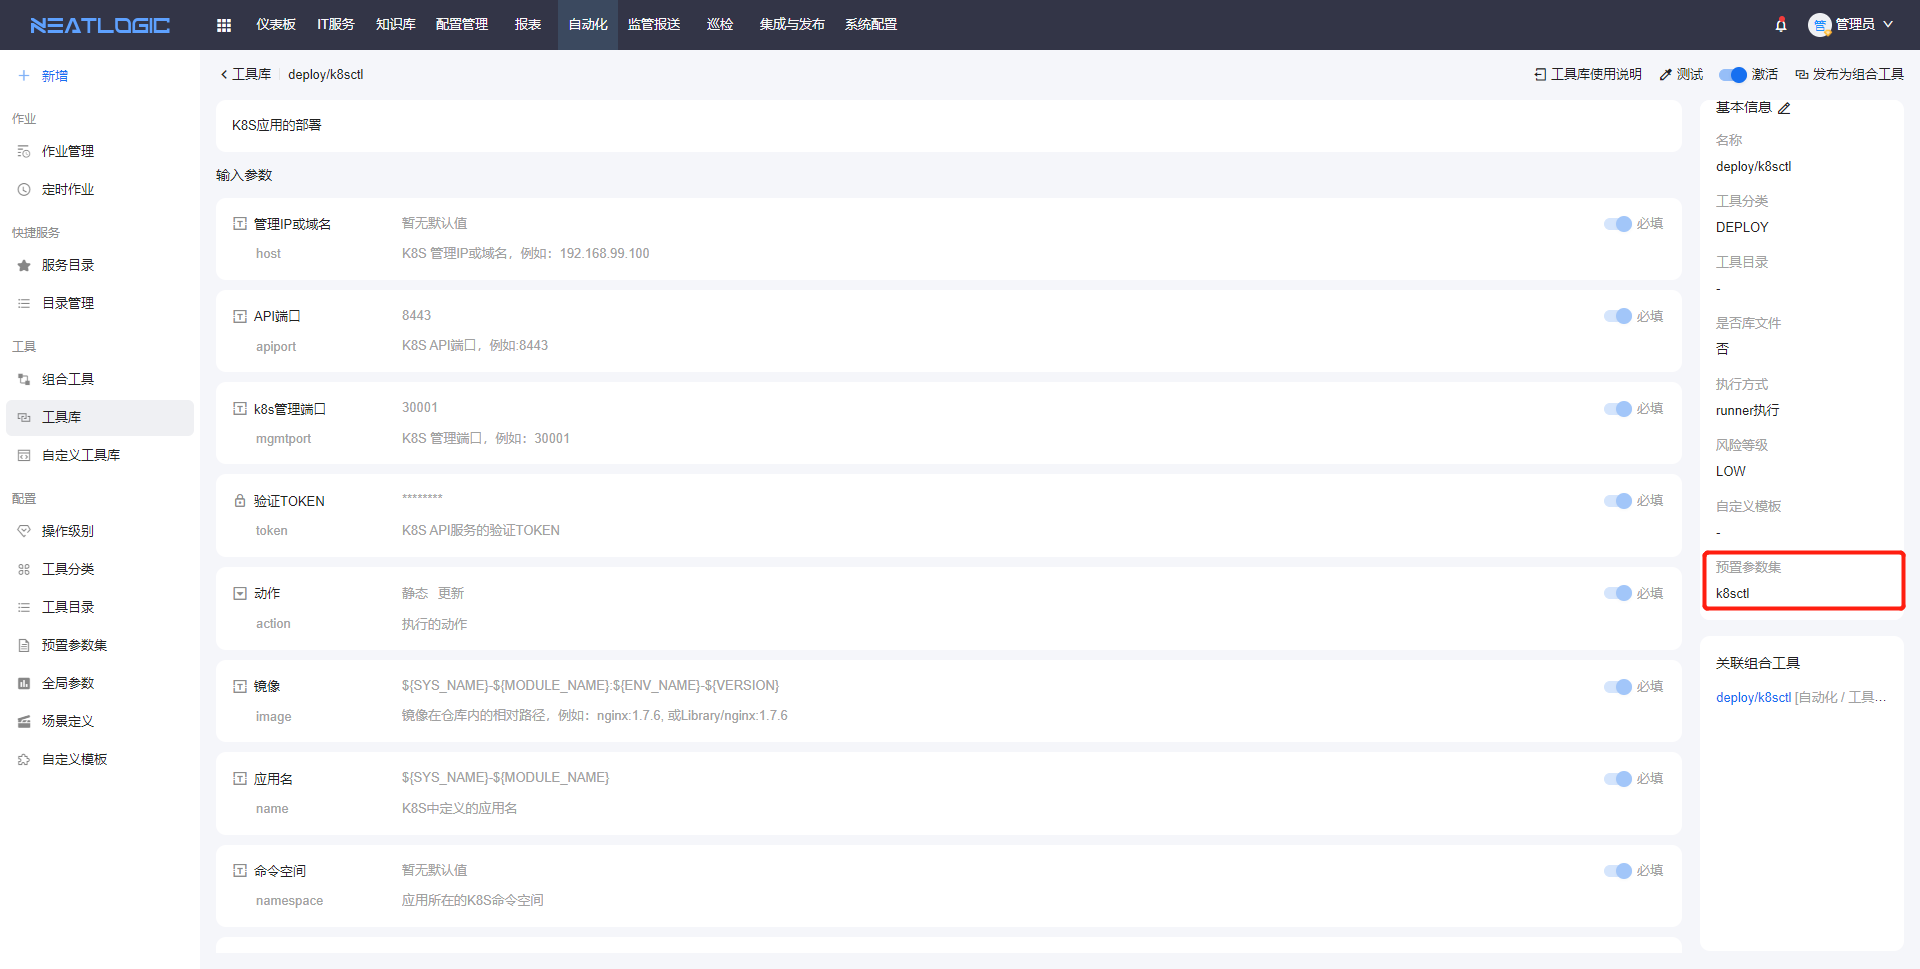 NEATLOGIC
仪表板
IT服务
知识库
配置管理
报表
自动化
监管报送
巡检
集成与发布
系统配置
管
管理员
新增
作业
作业管理
定时作业
快捷服务
服务目录
目录管理
工具
组合工具
工具库
自定义工具库
配置
操作级别
工具分类
工具目录
预置参数集
全局参数
场景定义
自定义模板
工具库
deploy/k8sctl
工具库使用说明
测试
激活
发布为组合工具
K8S应用的部署
输入参数
管理IP或域名
暂无默认值
必填
host
K8S 管理IP或域名，例如：192.168.99.100
API端口
8443
必填
apiport
K8S API端口，例如:8443
k8s管理端口
30001
必填
mgmtport
K8S 管理端口，例如：30001
验证TOKEN
********
必填
token
K8S API服务的验证TOKEN
动作
静态 更新
必填
action
执行的动作
镜像
${SYS_NAME}-${MODULE_NAME}:${ENV_NAME}-${VERSION}
必填
image
镜像在仓库内的相对路径，例如：nginx:1.7.6, 或Library/nginx:1.7.6
应用名
${SYS_NAME}-${MODULE_NAME}
必填
name
K8S中定义的应用名
命令空间
暂无默认值
必填
namespace
应用所在的K8S命令空间
基本信息
名称
deploy/k8sctl
工具分类
DEPLOY
工具目录
-
是否库文件
否
执行方式
runner执行
风险等级
LOW
自定义模板
-
预置参数集
k8sctl
关联组合工具
deploy/k8sctl [自动化 / 工具...